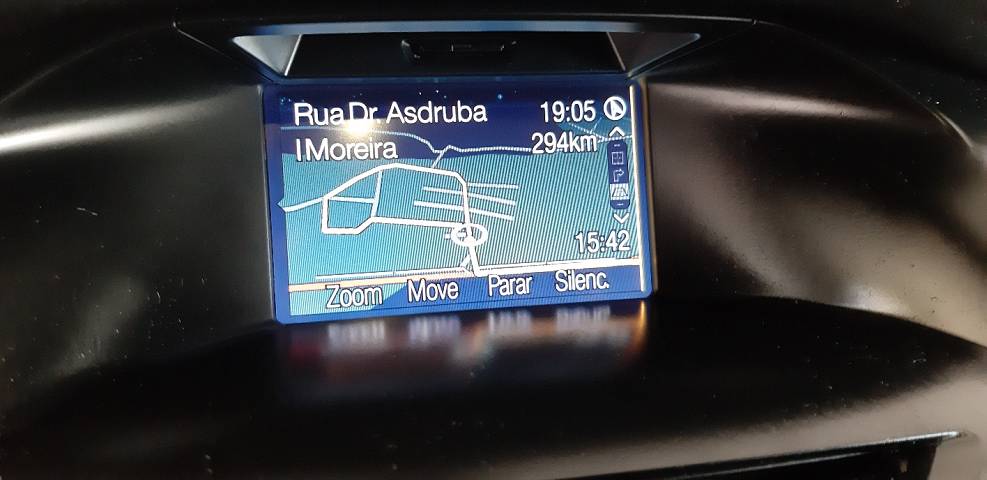 Rua Dr. Asdruba 19:05
l Moreira 294km
15:42
Zoom Move Parar Silenc.